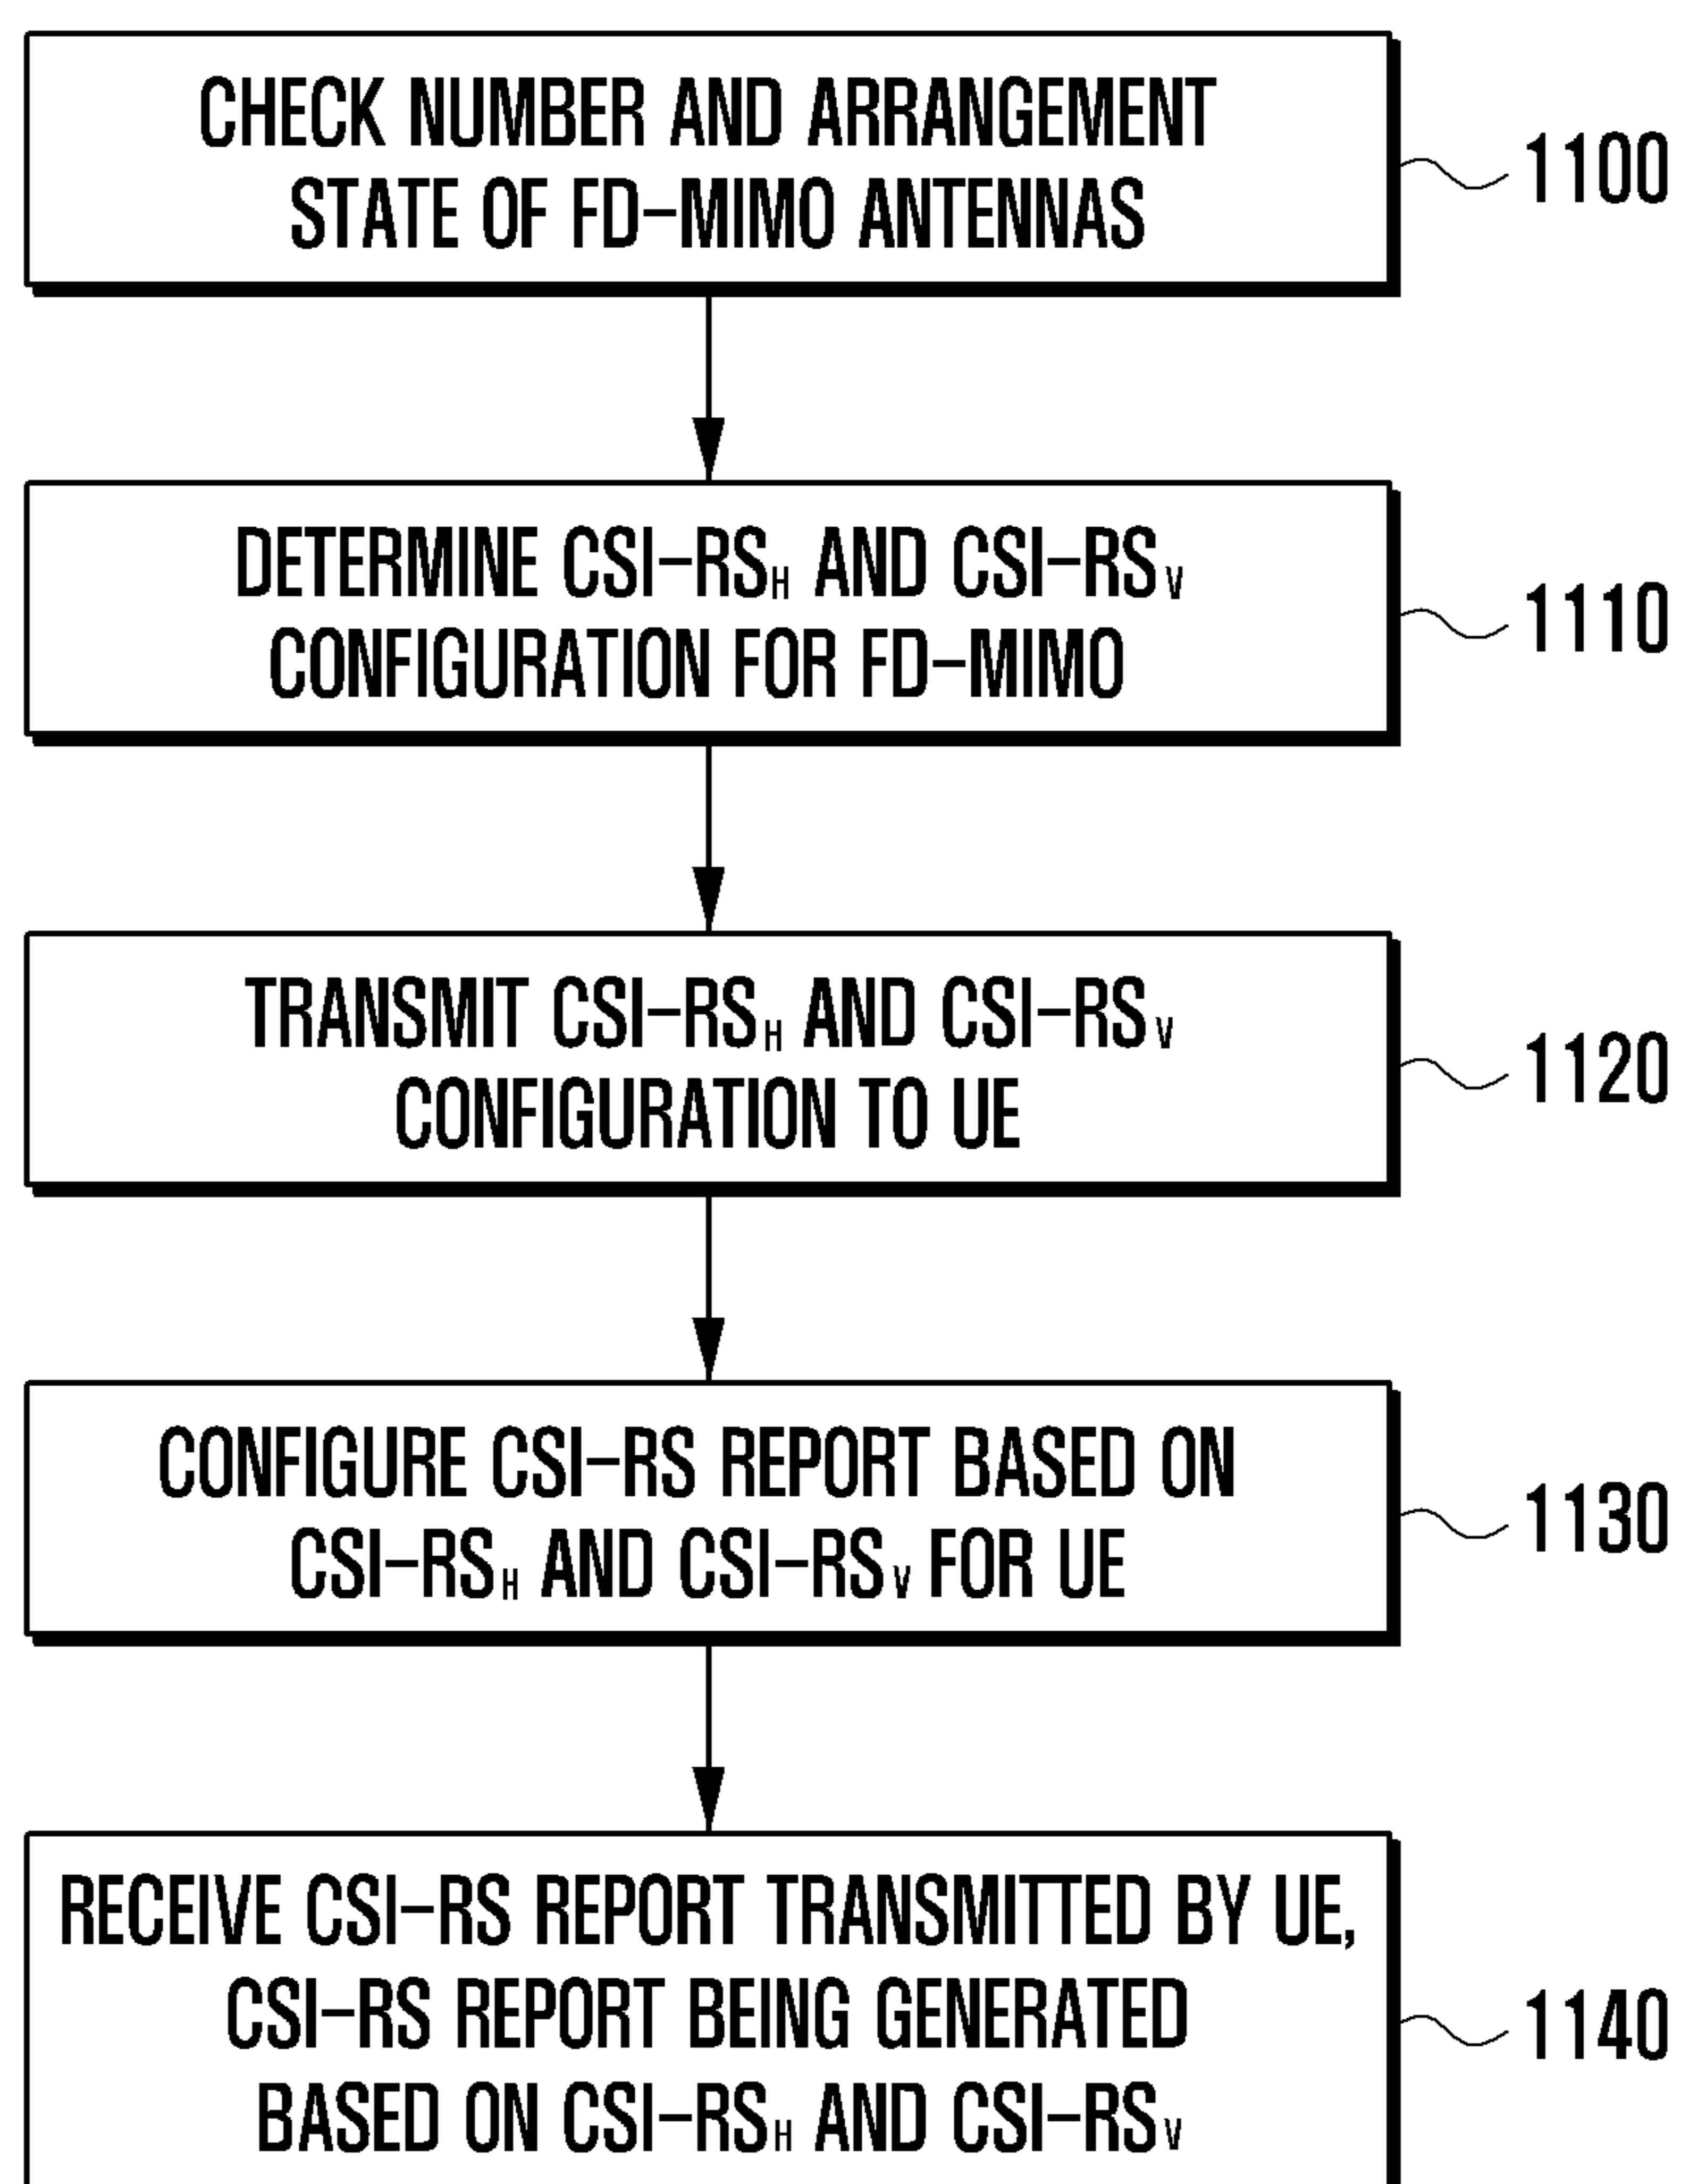 CHECK NUMBER AND ARRANGEMENT
STATE OF FD-MIMO ANTENNAS
1100
DETERMINE CSI-RSH AND CSI-RSV
CONFIGURATION FOR FD-MIMO
1110
TRANSMIT CSI-RSH AND CSI-RSV
CONFIGURATION TO UE
1120
CONFIGURE CSI-RS REPORT BASED ON
CSI-RSH AND CSI-RSV FOR UE
1130
RECEIVE CSI-RS REPORT TRANSMITTED BY UE,
CSI-RS REPORT BEING GENERATED
BASED ON CSI-RSH AND CSI-RSV
1140